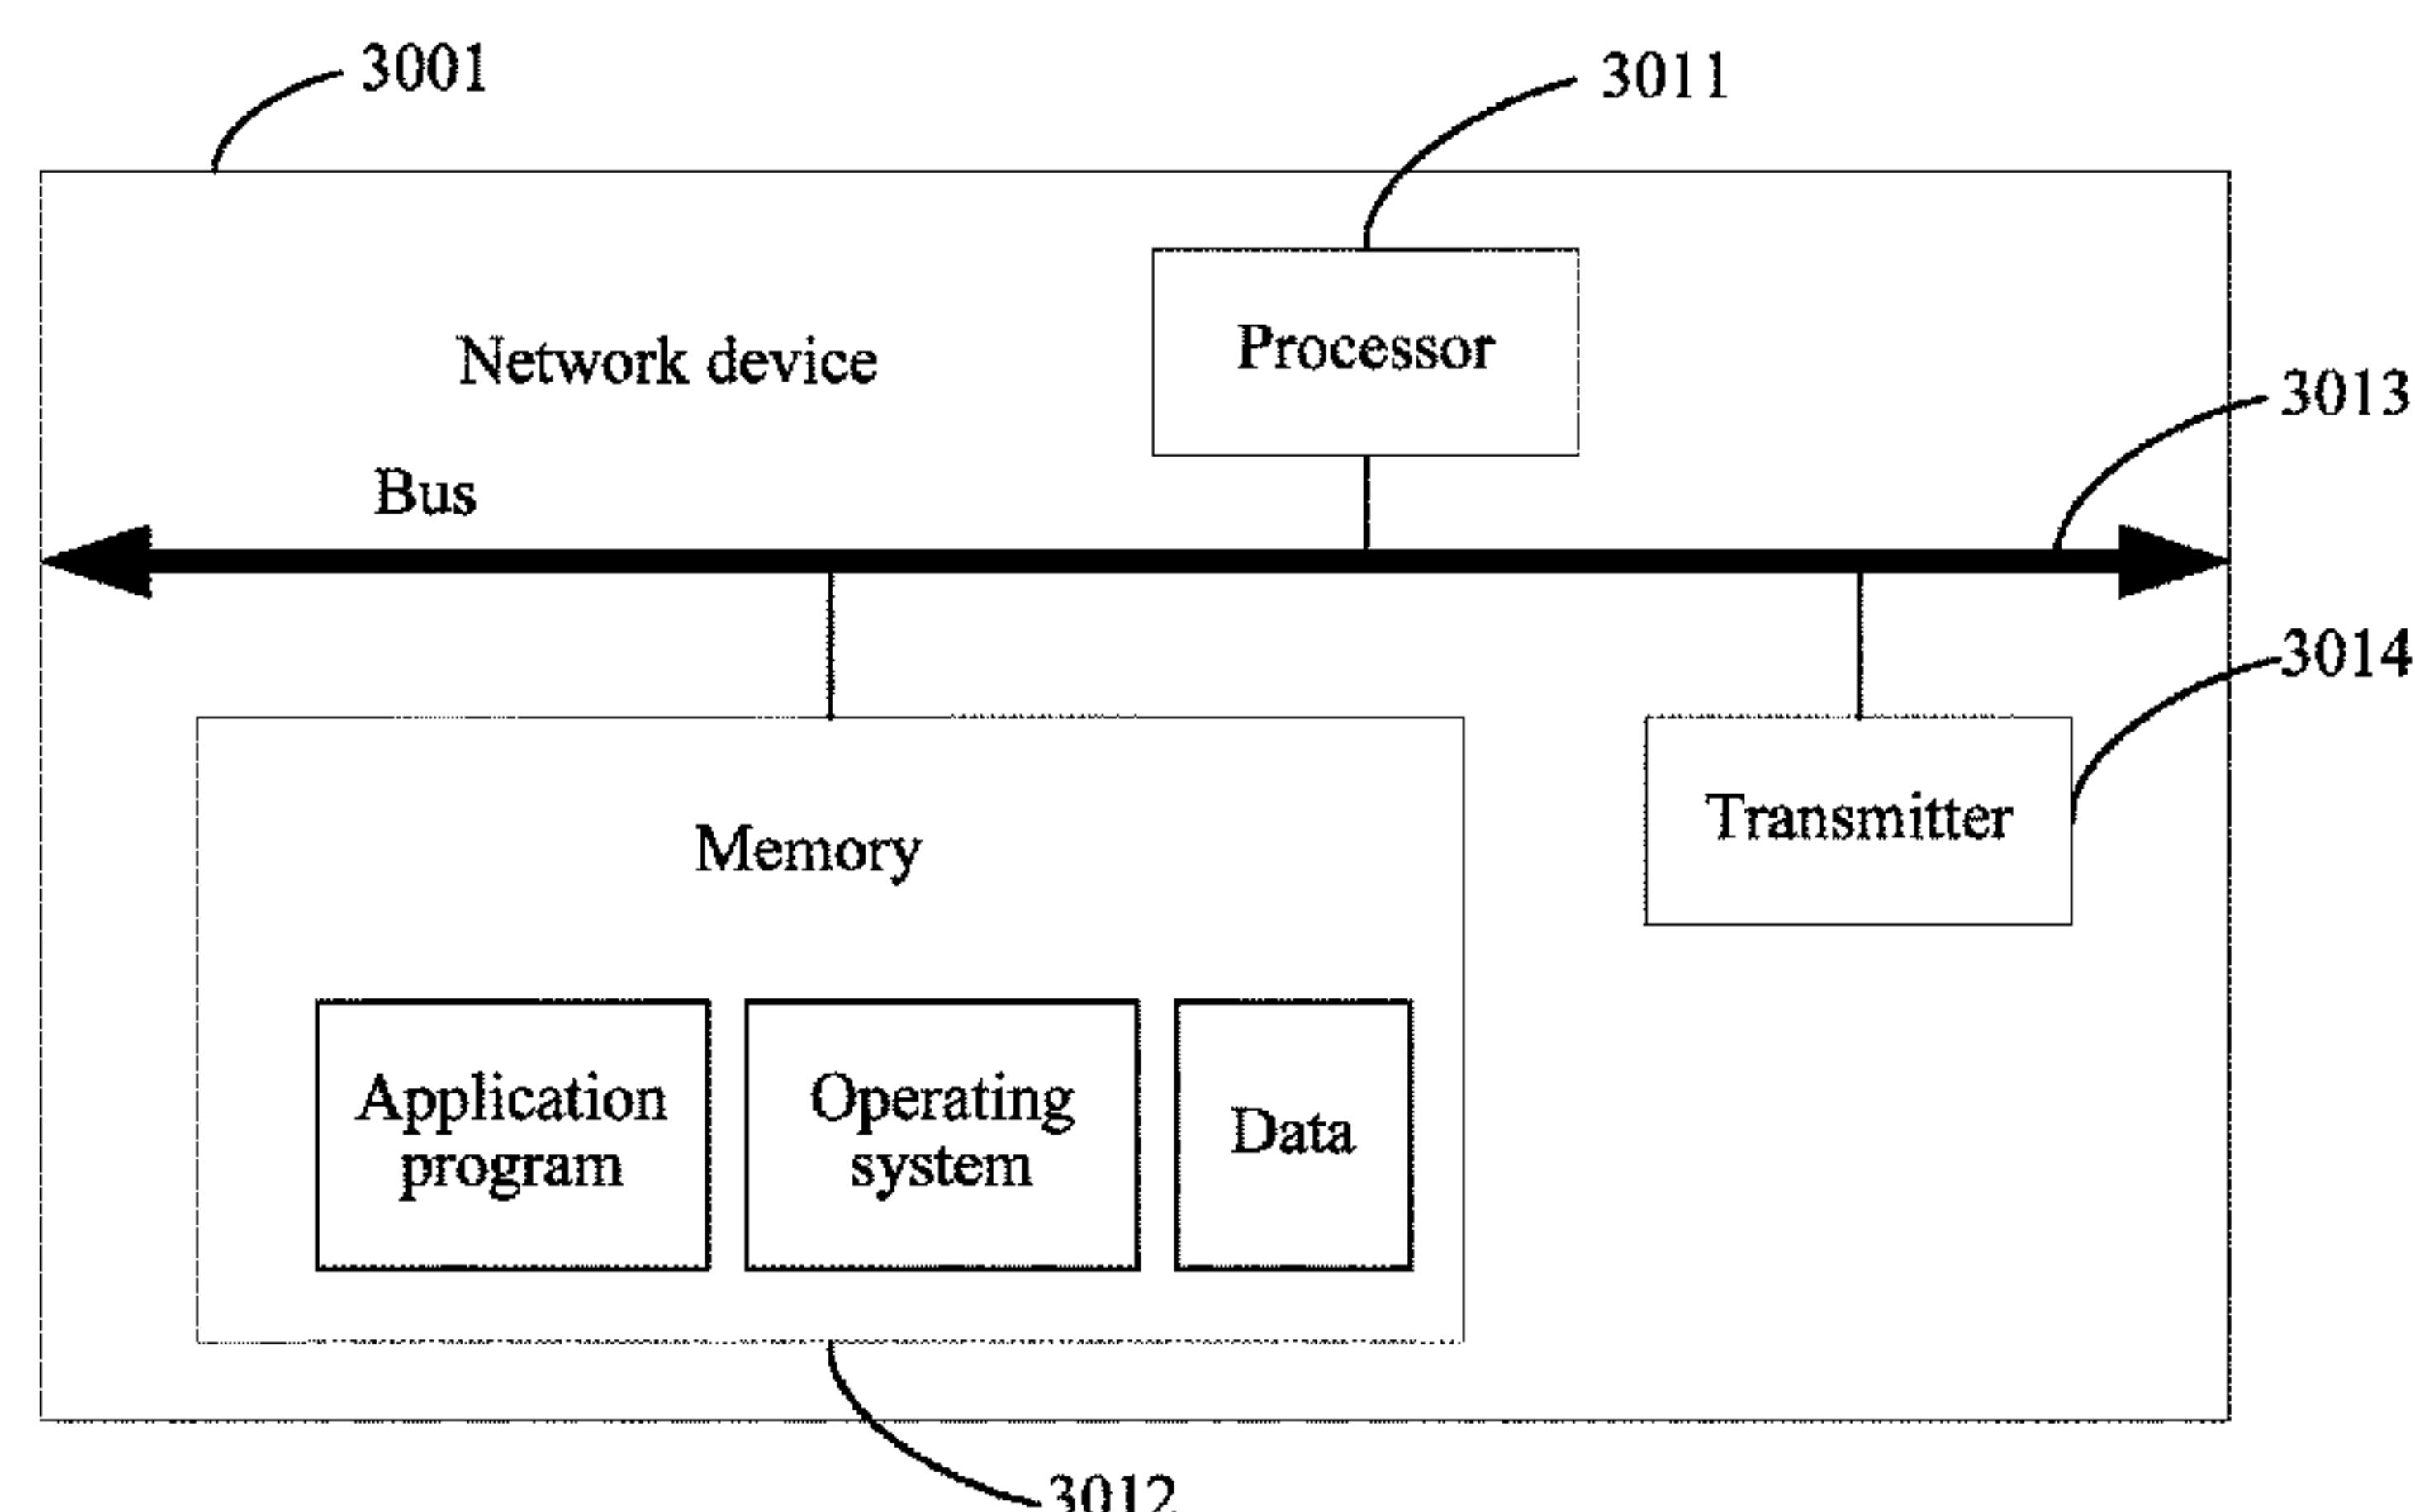 3001
3011
Network device
Processor
3013
Bus
3014
Memory
Transmitter
Application
program
Operating
system
Data
3012